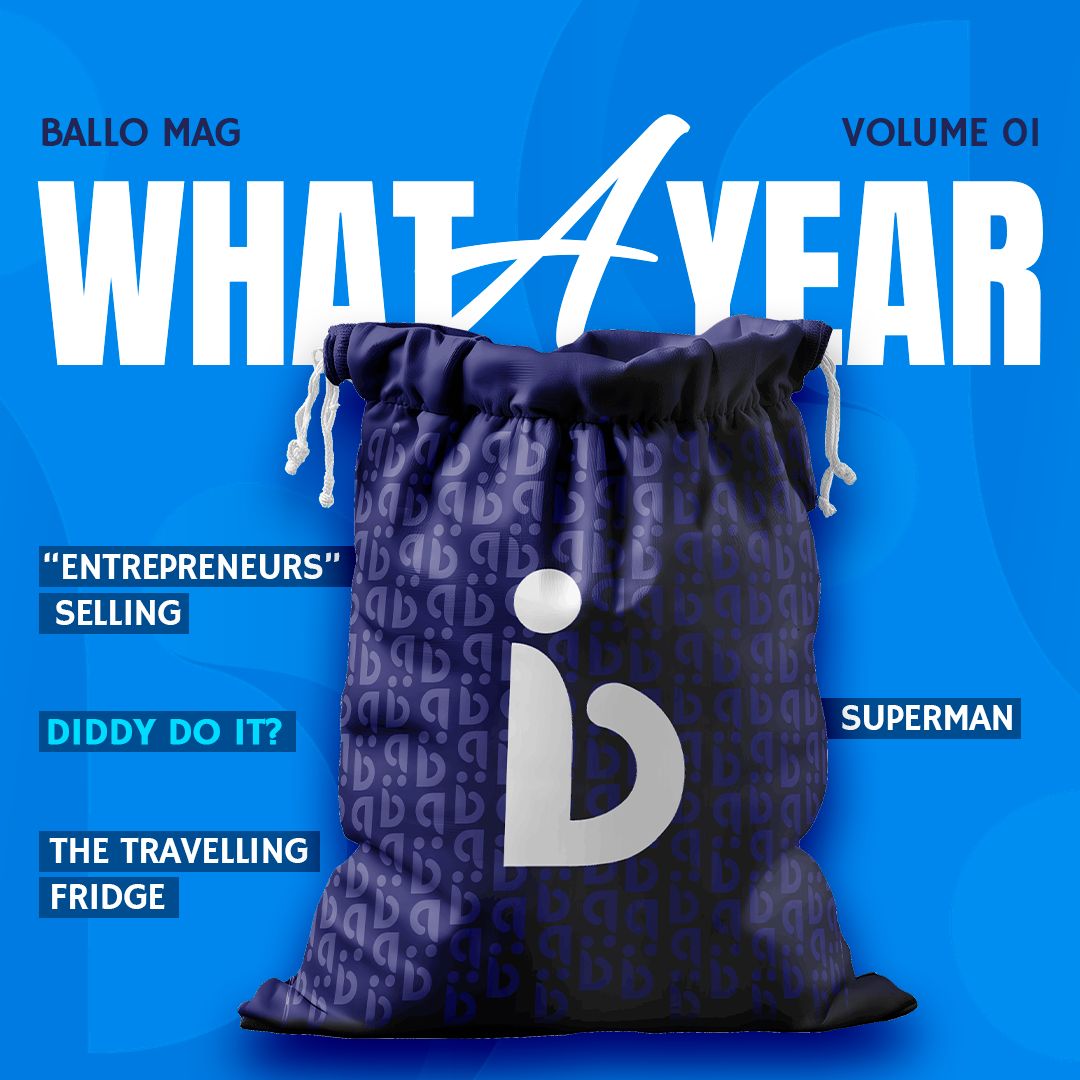 BALLO MAG
VOLUME 01
WHAT A YEAR
“ENTREPRENEURS”
SELLING
DIDDY DO IT?
SUPERMAN
THE TRAVELLING
FRIDGE